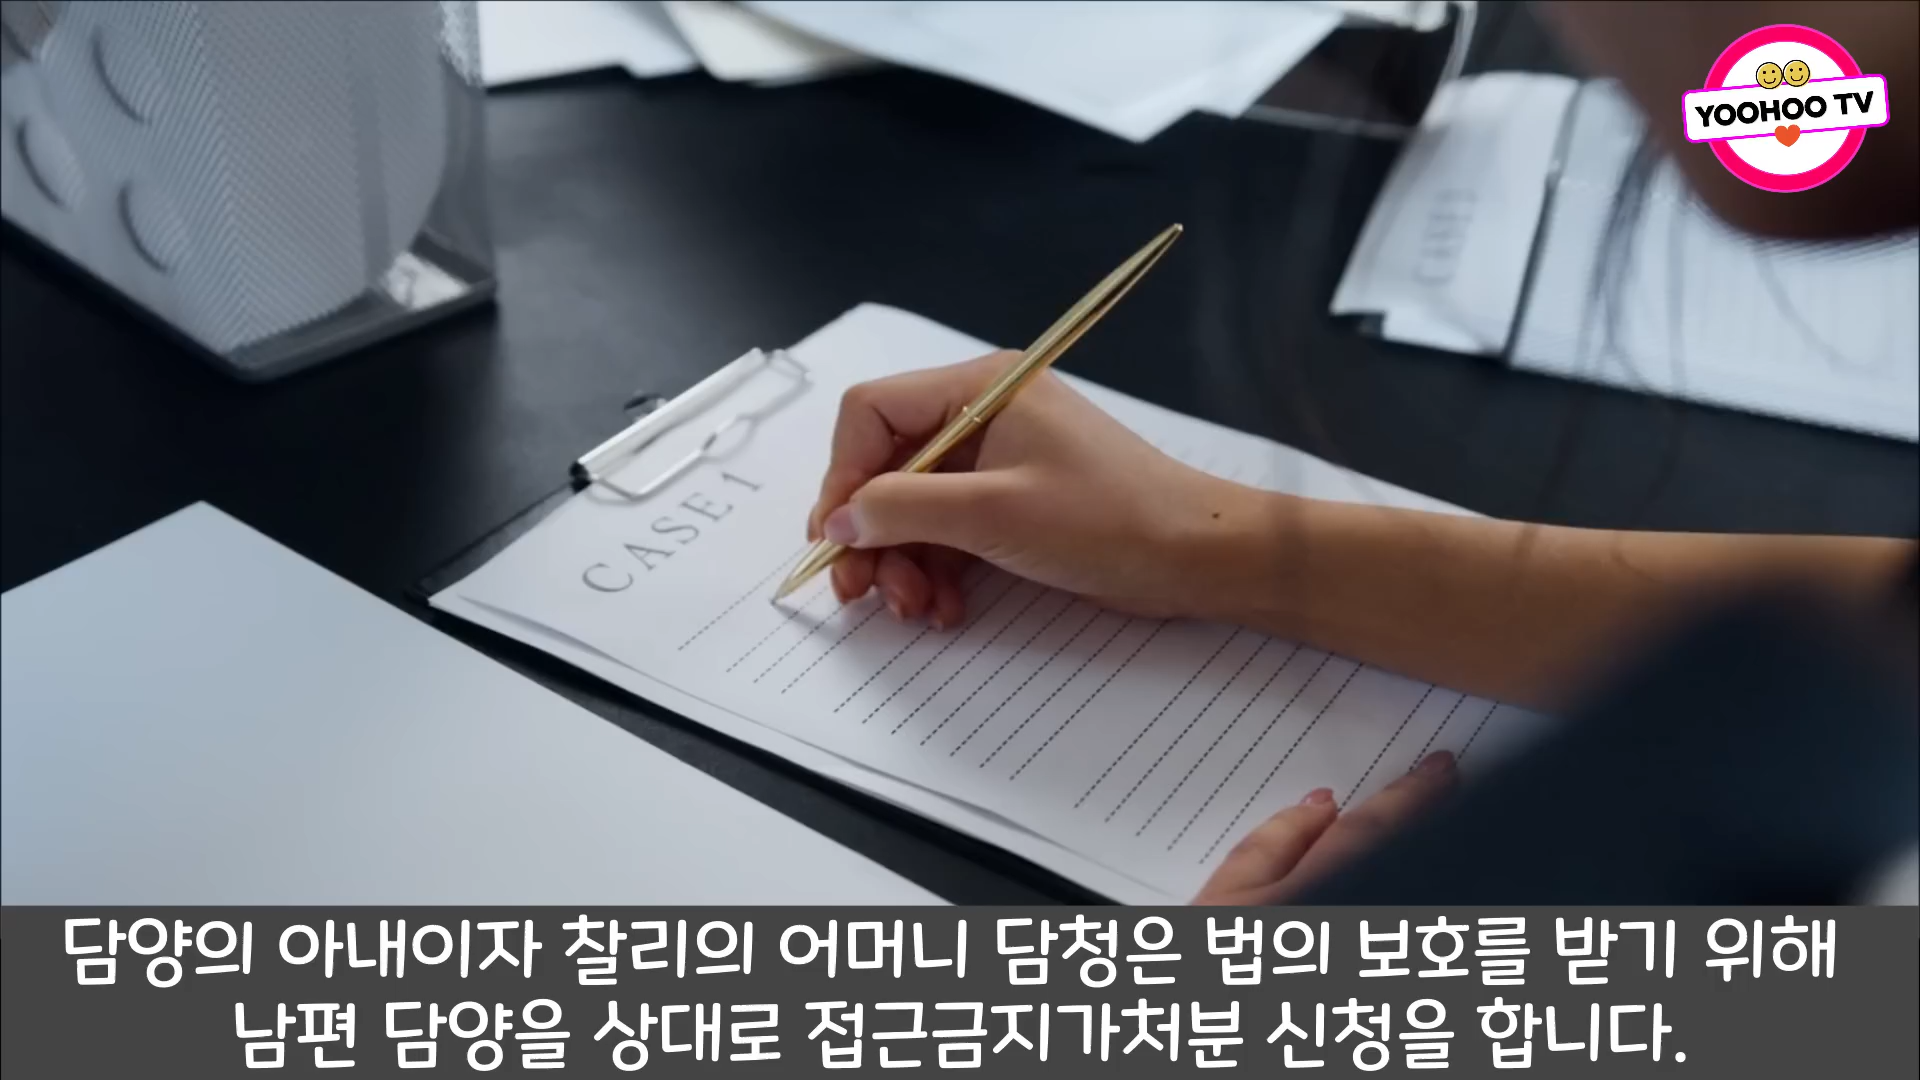 YOOHOO TV
CASE 1
담양의 아내이자 찰리의 어머니 담청은 법의 보호를 받기 위해
남편 담양을 상대로 접근금지가처분 신청을 합니다.